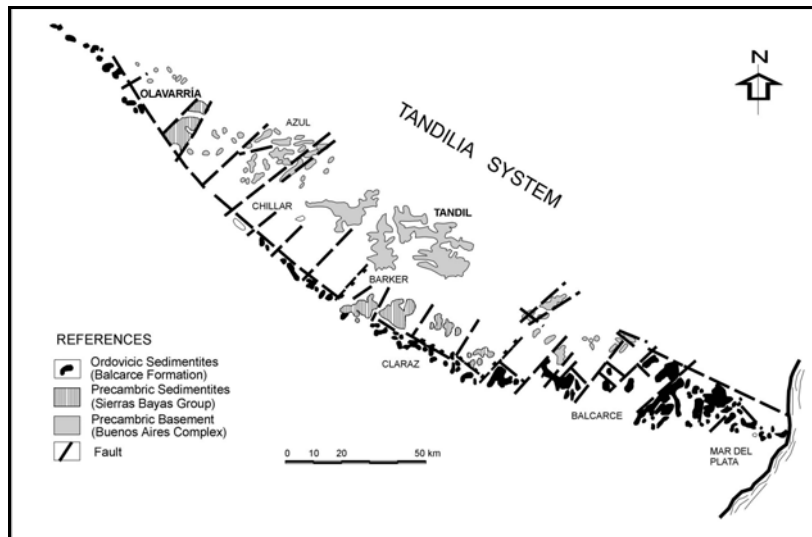 N
OLAVARRÍA
AZUL
TANDILIA SYSTEM
CHILLAR
TANDIL
BARKER
REFERENCES
Ordovicic Sedimentites
(Balcarce Formation)
Precambric Sedimentites
(Sierras Bayas Group)
Precambric Basement
(Buenos Aires Complex)
Fault
CLARAZ
BALCARCE
MAR DEL
PLATA
0 10 20 50 km